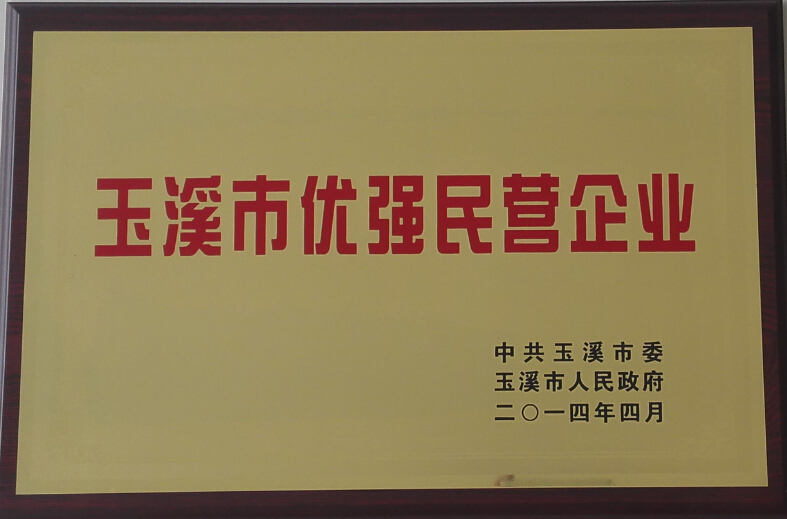 玉溪市优强民营企业
中共玉溪市委
玉溪市人民政府
二〇一四年四月